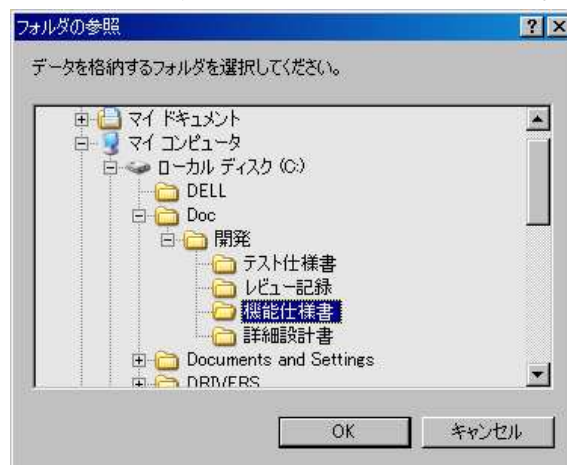 フォルダの参照
データを格納するフォルダを選択してください。
マイ ドキュメント
マイ コンピュータ
ローカル ディスク (C:)
DELL
Doc
開発
テスト仕様書
レビュー記録
機能仕様書
詳細設計書
Documents and Settings
DRIVERS
OK
キャンセル